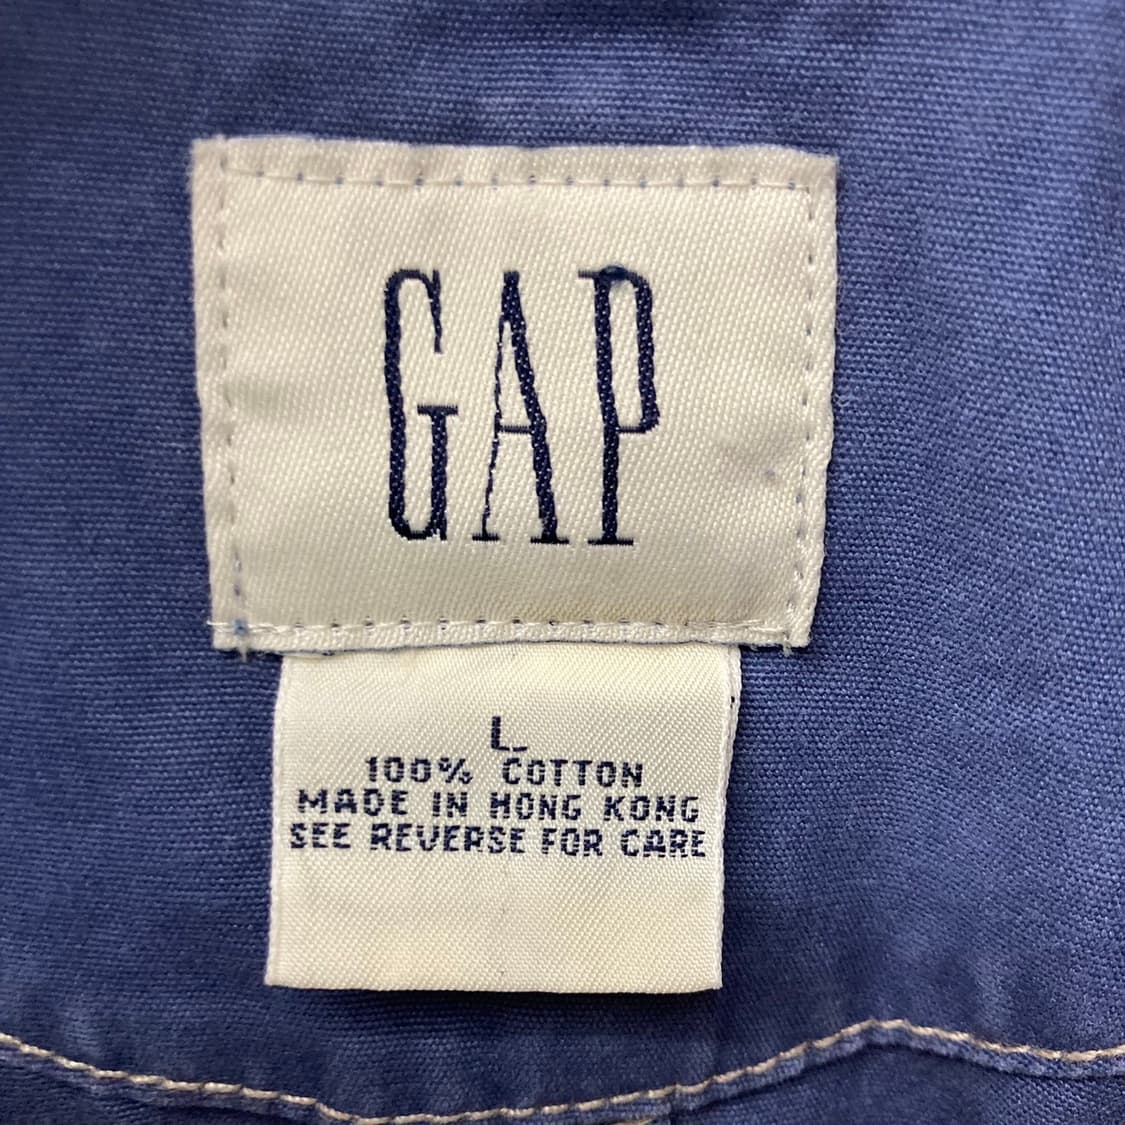 GAP
L
100% COTTON
MADE IN HONG KONG
SEE REVERSE FOR CARE